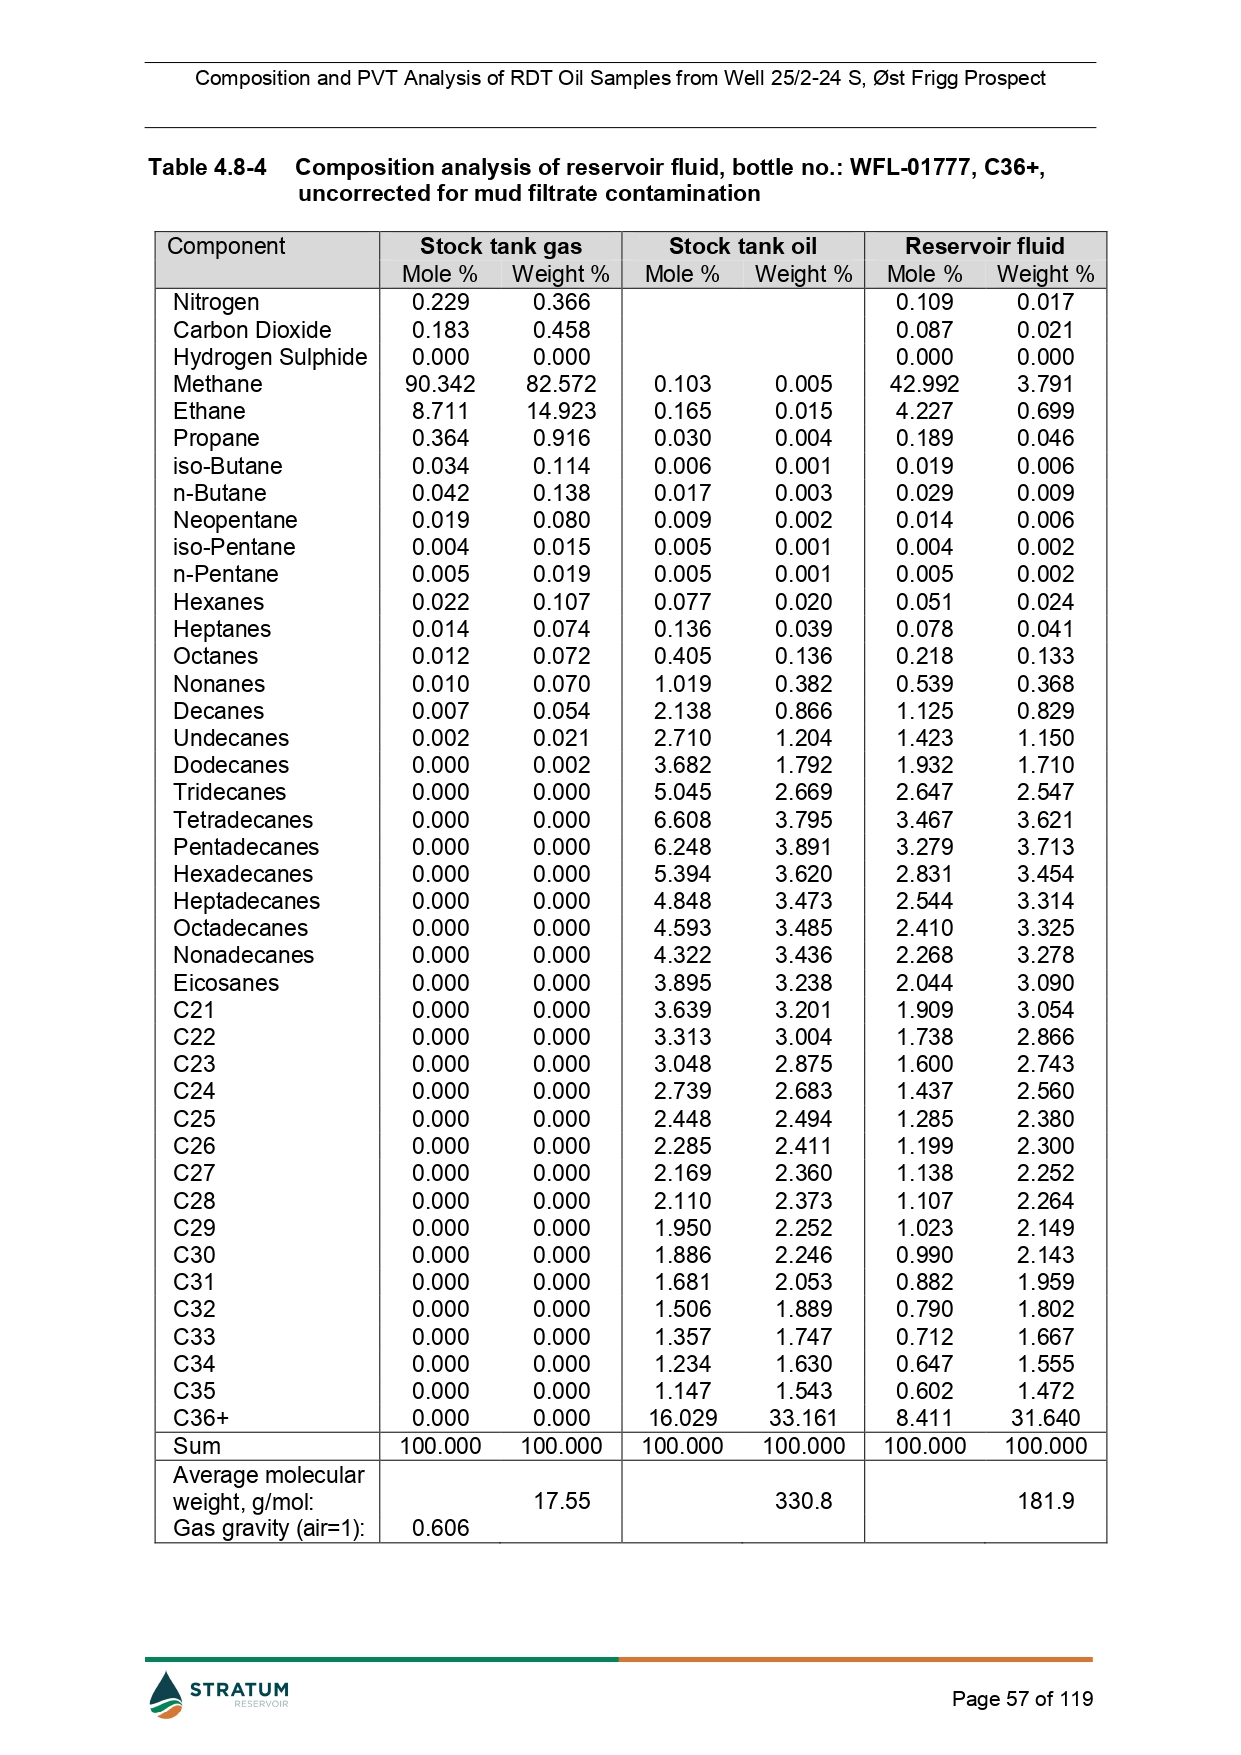 Composition and PVT Analysis of RDT Oil Samples from Well 25/2-24 S, Øst Frigg Prospect
Table 4.8-4 Composition analysis of reservoir fluid, bottle no.: WFL-01777, C36+,
uncorrected for mud filtrate contamination
Component Stock tank gas Stock tank oil Reservoir fluid
Mole % Weight % Mole % Weight % Mole % Weight %
Nitrogen 0.229 0.366 0.109 0.017
Carbon Dioxide 0.183 0.458 0.087 0.021
Hydrogen Sulphide 0.000 0.000 0.000 0.000
Methane 90.342 82.572 0.103 0.005 42.992 3.791
Ethane 8.711 14.923 0.165 0.015 4.227 0.699
Propane 0.364 0.916 0.030 0.004 0.189 0.046
iso-Butane 0.034 0.114 0.006 0.001 0.019 0.006
n-Butane 0.042 0.138 0.017 0.003 0.029 0.009
Neopentane 0.019 0.080 0.009 0.002 0.014 0.006
iso-Pentane 0.004 0.015 0.005 0.001 0.004 0.002
n-Pentane 0.005 0.019 0.005 0.001 0.005 0.002
Hexanes 0.022 0.107 0.077 0.020 0.051 0.024
Heptanes 0.014 0.074 0.136 0.039 0.078 0.041
Octanes 0.012 0.072 0.405 0.136 0.218 0.133
Nonanes 0.010 0.070 1.019 0.382 0.539 0.368
Decanes 0.007 0.054 2.138 0.866 1.125 0.829
Undecanes 0.002 0.021 2.710 1.204 1.423 1.150
Dodecanes 0.000 0.002 3.682 1.792 1.932 1.710
Tridecanes 0.000 0.000 5.045 2.669 2.647 2.547
Tetradecanes 0.000 0.000 6.608 3.795 3.467 3.621
Pentadecanes 0.000 0.000 6.248 3.891 3.279 3.713
Hexadecanes 0.000 0.000 5.394 3.620 2.831 3.454
Heptadecanes 0.000 0.000 4.848 3.473 2.544 3.314
Octadecanes 0.000 0.000 4.593 3.485 2.410 3.325
Nonadecanes 0.000 0.000 4.322 3.436 2.268 3.278
Eicosanes 0.000 0.000 3.895 3.238 2.044 3.090
C21 0.000 0.000 3.639 3.201 1.909 3.054
C22 0.000 0.000 3.313 3.004 1.738 2.866
C23 0.000 0.000 3.048 2.875 1.600 2.743
C24 0.000 0.000 2.739 2.683 1.437 2.560
C25 0.000 0.000 2.448 2.494 1.285 2.380
C26 0.000 0.000 2.285 2.411 1.199 2.300
C27 0.000 0.000 2.169 2.360 1.138 2.252
C28 0.000 0.000 2.110 2.373 1.107 2.264
C29 0.000 0.000 1.950 2.252 1.023 2.149
C30 0.000 0.000 1.886 2.246 0.990 2.143
C31 0.000 0.000 1.681 2.053 0.882 1.959
C32 0.000 0.000 1.506 1.889 0.790 1.802
C33 0.000 0.000 1.357 1.747 0.712 1.667
C34 0.000 0.000 1.234 1.630 0.647 1.555
C35 0.000 0.000 1.147 1.543 0.602 1.472
C36+ 0.000 0.000 16.029 33.161 8.411 31.640
Sum 100.000 100.000 100.000 100.000 100.000 100.000
Average molecular
weight, g/mol: 17.55 330.8 181.9
Gas gravity (air=1): 0.606
STRATUM
RESERVOIR
Page 57 of 119